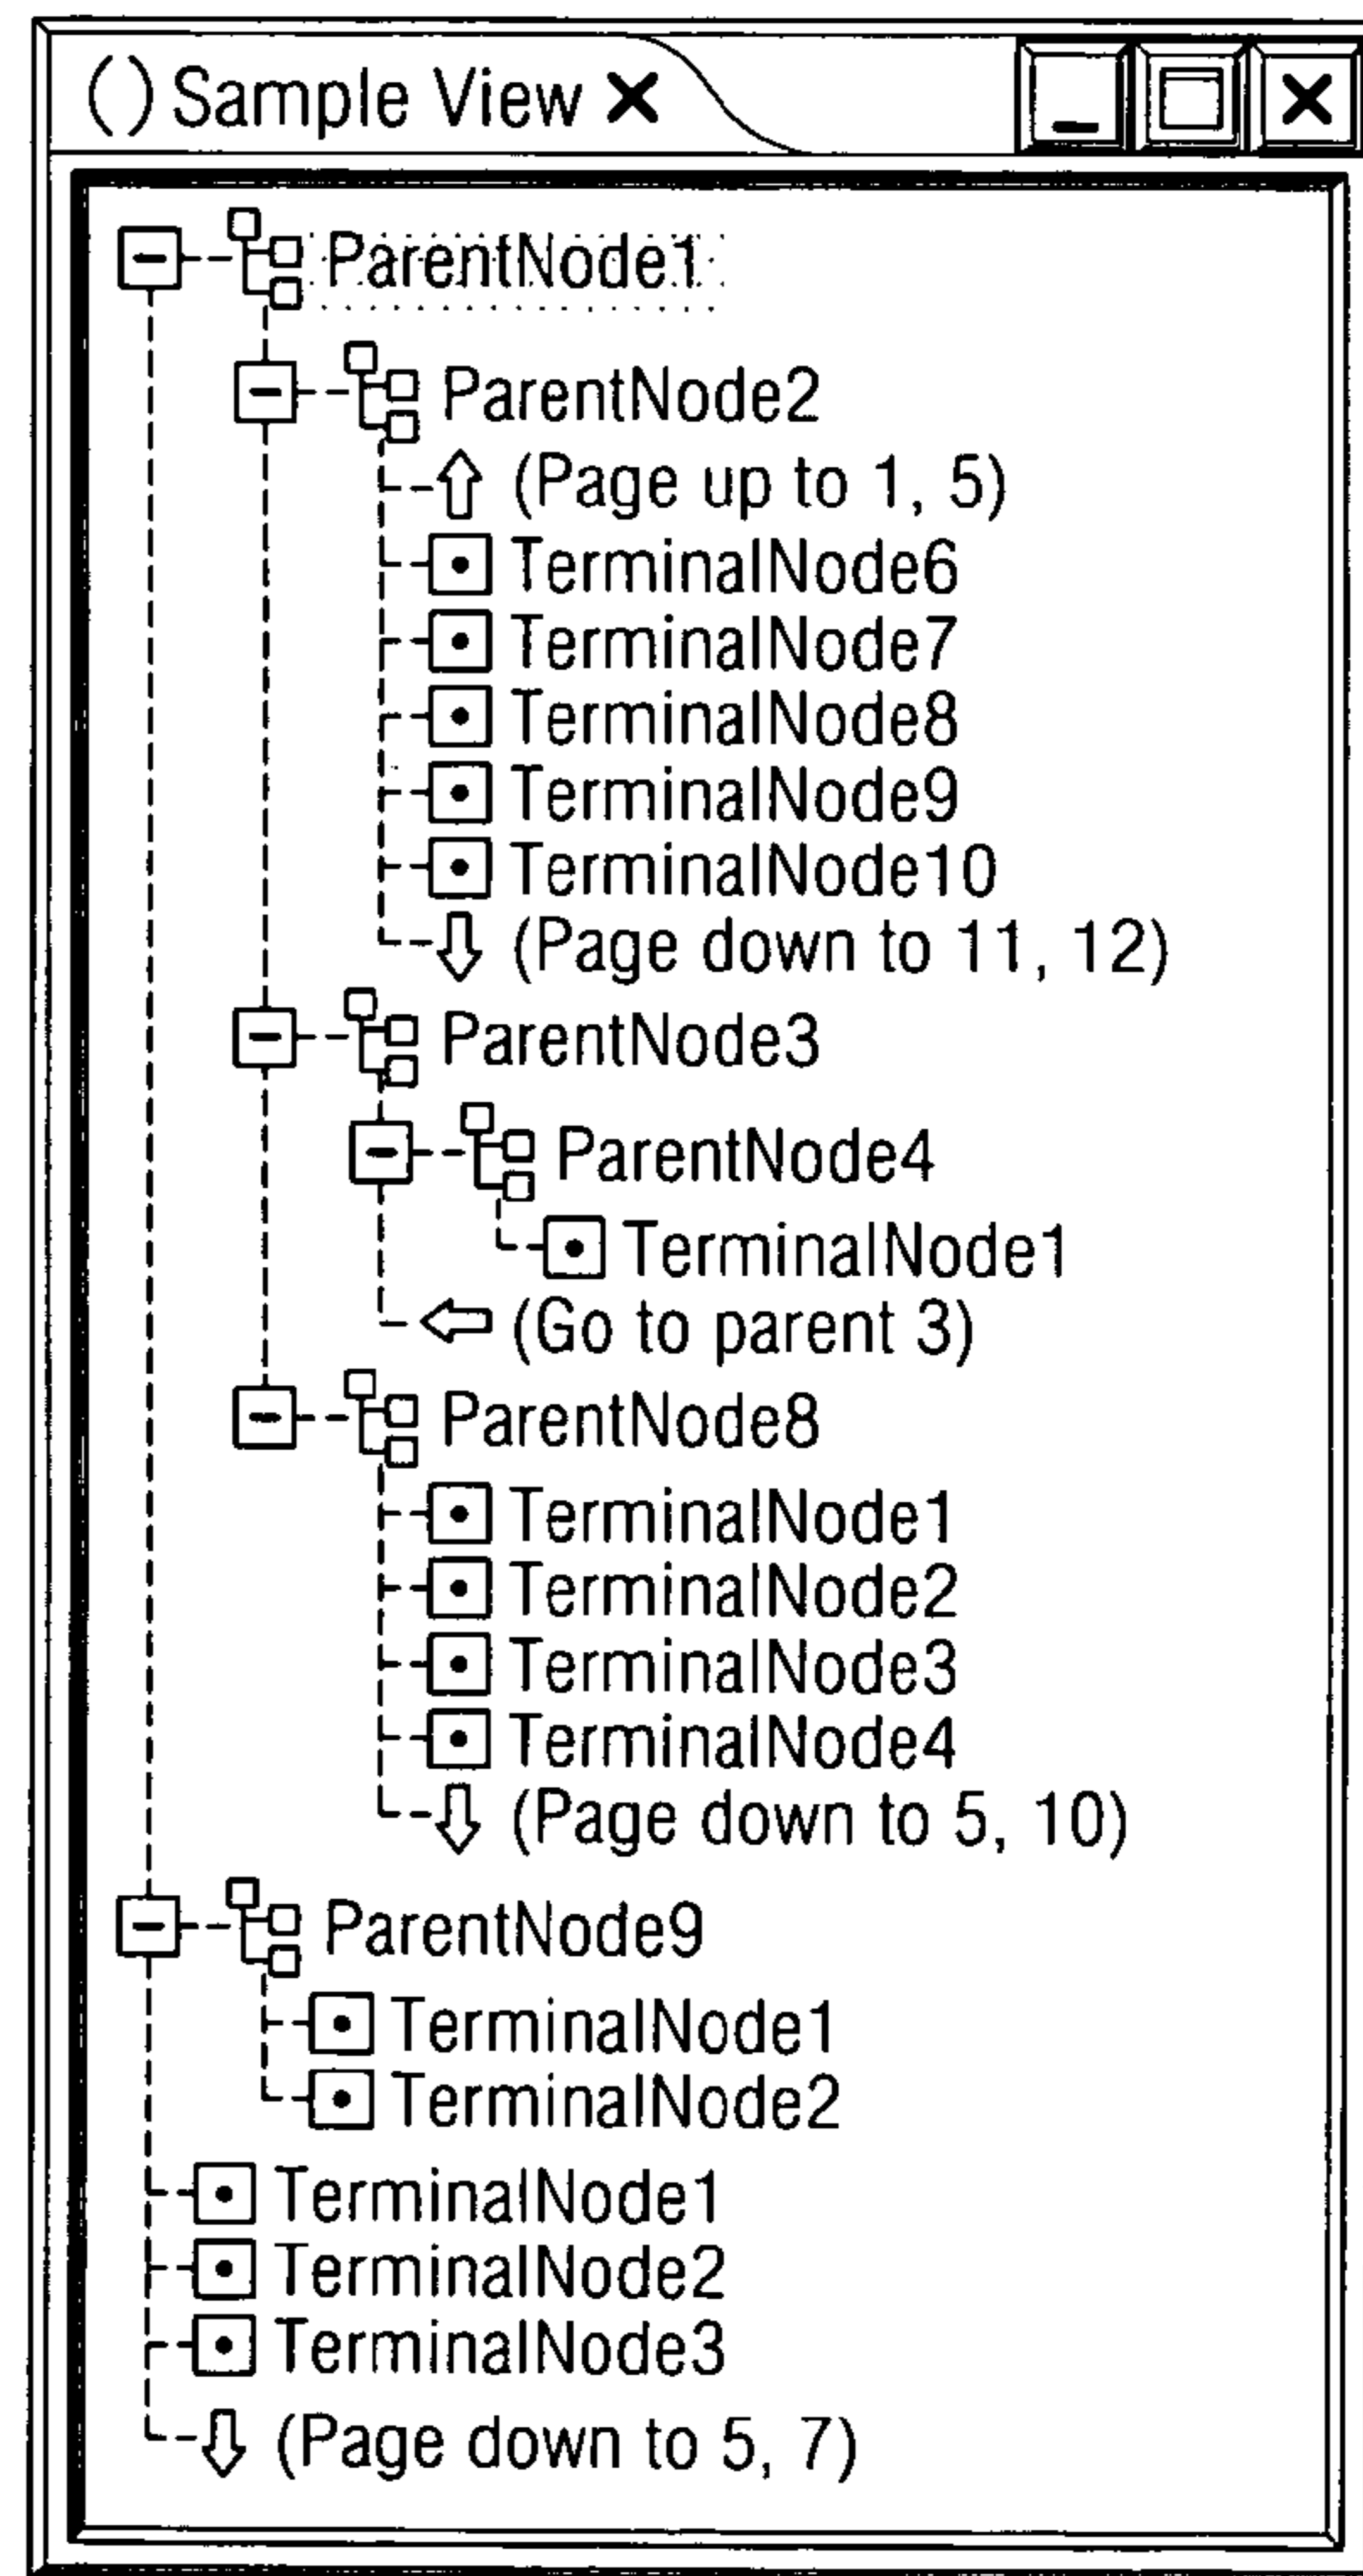 () Sample View ×
ParentNode1
ParentNode2
(Page up to 1, 5)
TerminalNode6
TerminalNode7
TerminalNode8
TerminalNode9
TerminalNode10
(Page down to 11, 12)
ParentNode3
ParentNode4
TerminalNode1
(Go to parent 3)
ParentNode8
TerminalNode1
TerminalNode2
TerminalNode3
TerminalNode4
(Page down to 5, 10)
ParentNode9
TerminalNode1
TerminalNode2
TerminalNode1
TerminalNode2
TerminalNode3
(Page down to 5, 7)